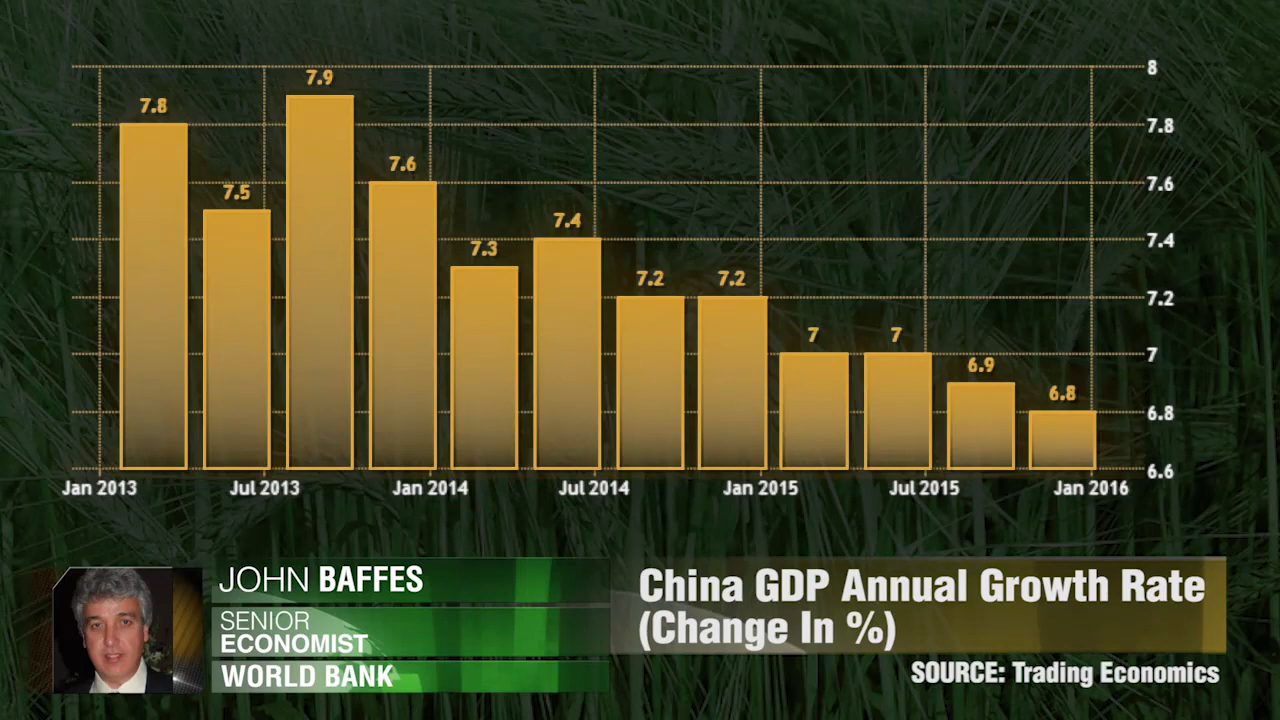 7.8
7.5
7.9
7.6
7.3
7.4
7.2
7.2
7
7
6.9
6.8
8
7.8
7.6
7.4
7.2
7
6.8
6.6
Jan 2013
Jul 2013
Jan 2014
Jul 2014
Jan 2015
Jul 2015
Jan 2016
JOHN BAFFES
SENIOR
ECONOMIST
WORLD BANK
China GDP Annual Growth Rate
(Change In %)
SOURCE: Trading Economics